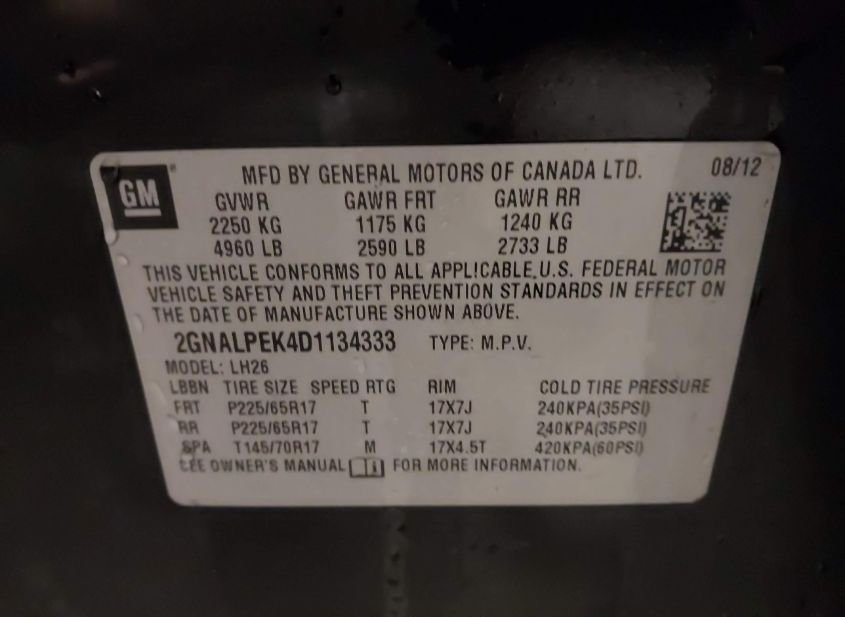 GM MFD BY GENERAL MOTORS OF CANADA LTD. 08/12
GVWR GAWR FRT GAWR RR
2250 KG 1175 KG 1240 KG
4960 LB 2590 LB 2733 LB
THIS VEHICLE CONFORMS TO ALL APPLICABLE U.S. FEDERAL MOTOR
VEHICLE SAFETY AND THEFT PREVENTION STANDARDS IN EFFECT ON
THE DATE OF MANUFACTURE SHOWN ABOVE.
2GNALPEK4D1134333 TYPE: M.P.V.
MODEL: LH26
LBBN TIRE SIZE SPEED RTG RIM COLD TIRE PRESSURE
FRT P225/65R17 T 17X7J 240KPA(35PSI)
RR P225/65R17 T 17X7J 240KPA(35PSI)
SPA T145/70R17 M 17X4.5T 420KPA(60PSI)
SEE OWNER'S MANUAL FOR MORE INFORMATION.